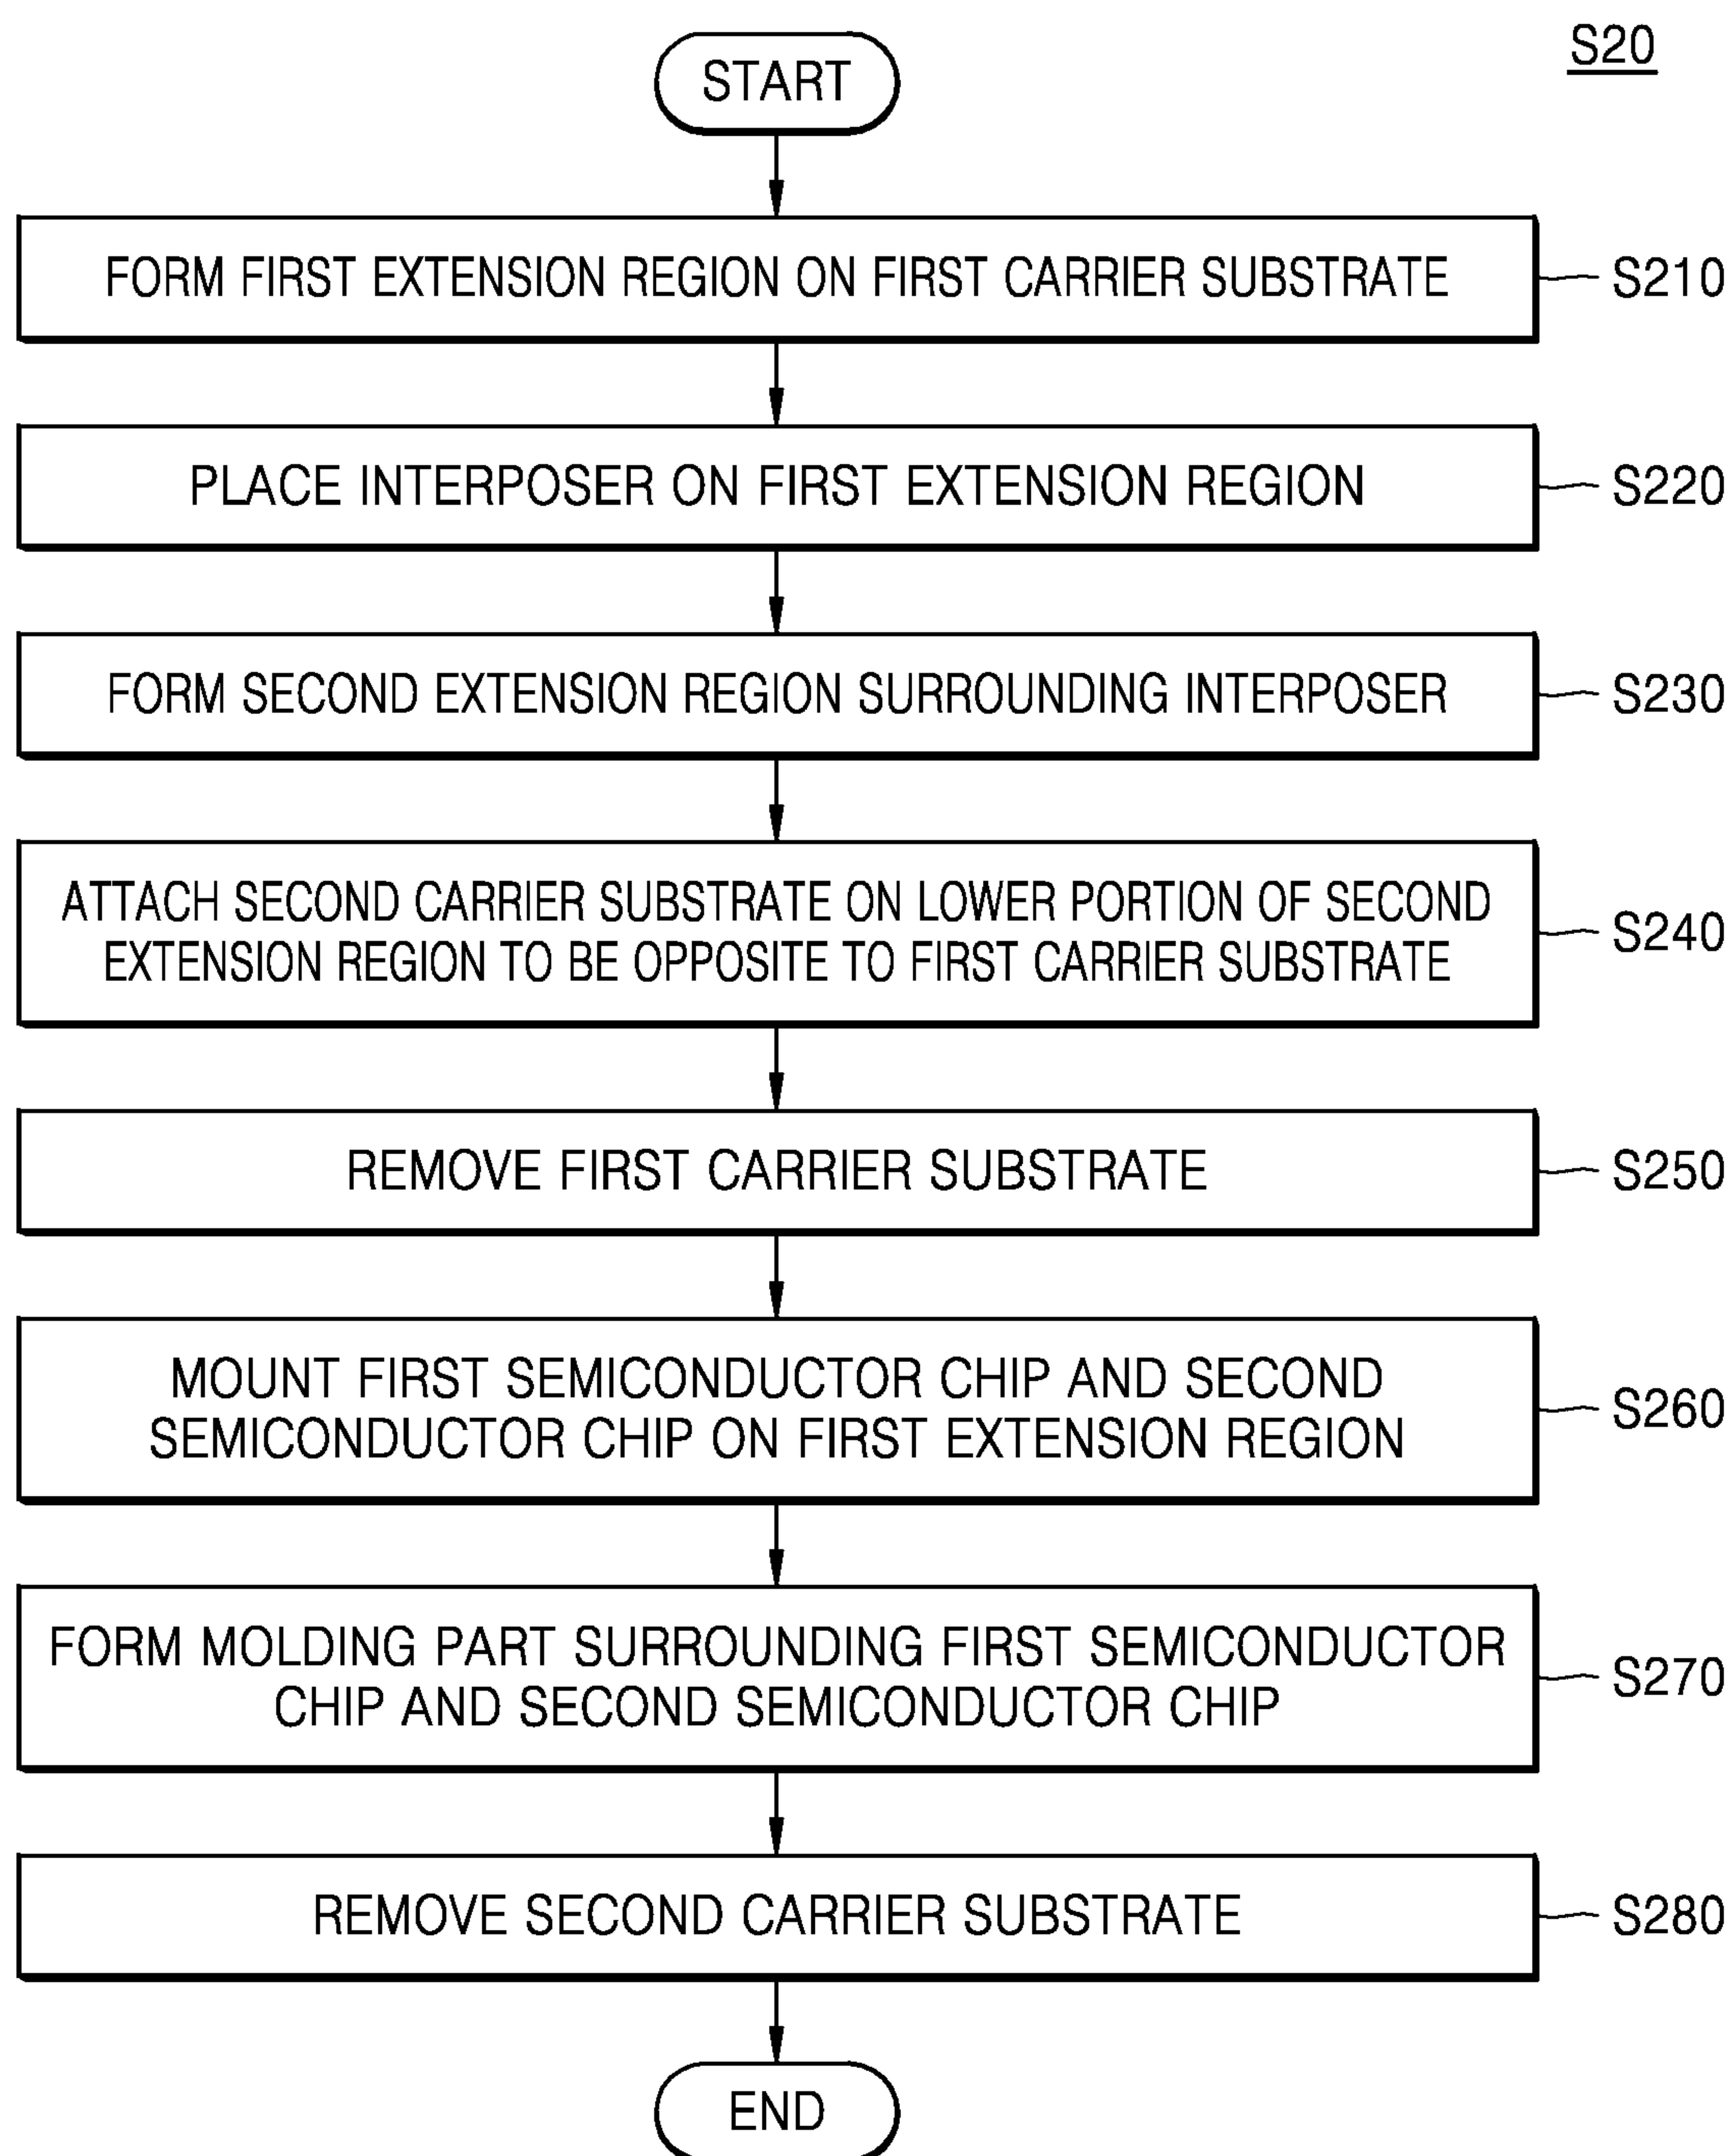 S20
START
FORM FIRST EXTENSION REGION ON FIRST CARRIER SUBSTRATE
S210
PLACE INTERPOSER ON FIRST EXTENSION REGION
S220
FORM SECOND EXTENSION REGION SURROUNDING INTERPOSER
S230
ATTACH SECOND CARRIER SUBSTRATE ON LOWER PORTION OF SECOND
EXTENSION REGION TO BE OPPOSITE TO FIRST CARRIER SUBSTRATE
S240
REMOVE FIRST CARRIER SUBSTRATE
S250
MOUNT FIRST SEMICONDUCTOR CHIP AND SECOND
SEMICONDUCTOR CHIP ON FIRST EXTENSION REGION
S260
FORM MOLDING PART SURROUNDING FIRST SEMICONDUCTOR
CHIP AND SECOND SEMICONDUCTOR CHIP
S270
REMOVE SECOND CARRIER SUBSTRATE
S280
END